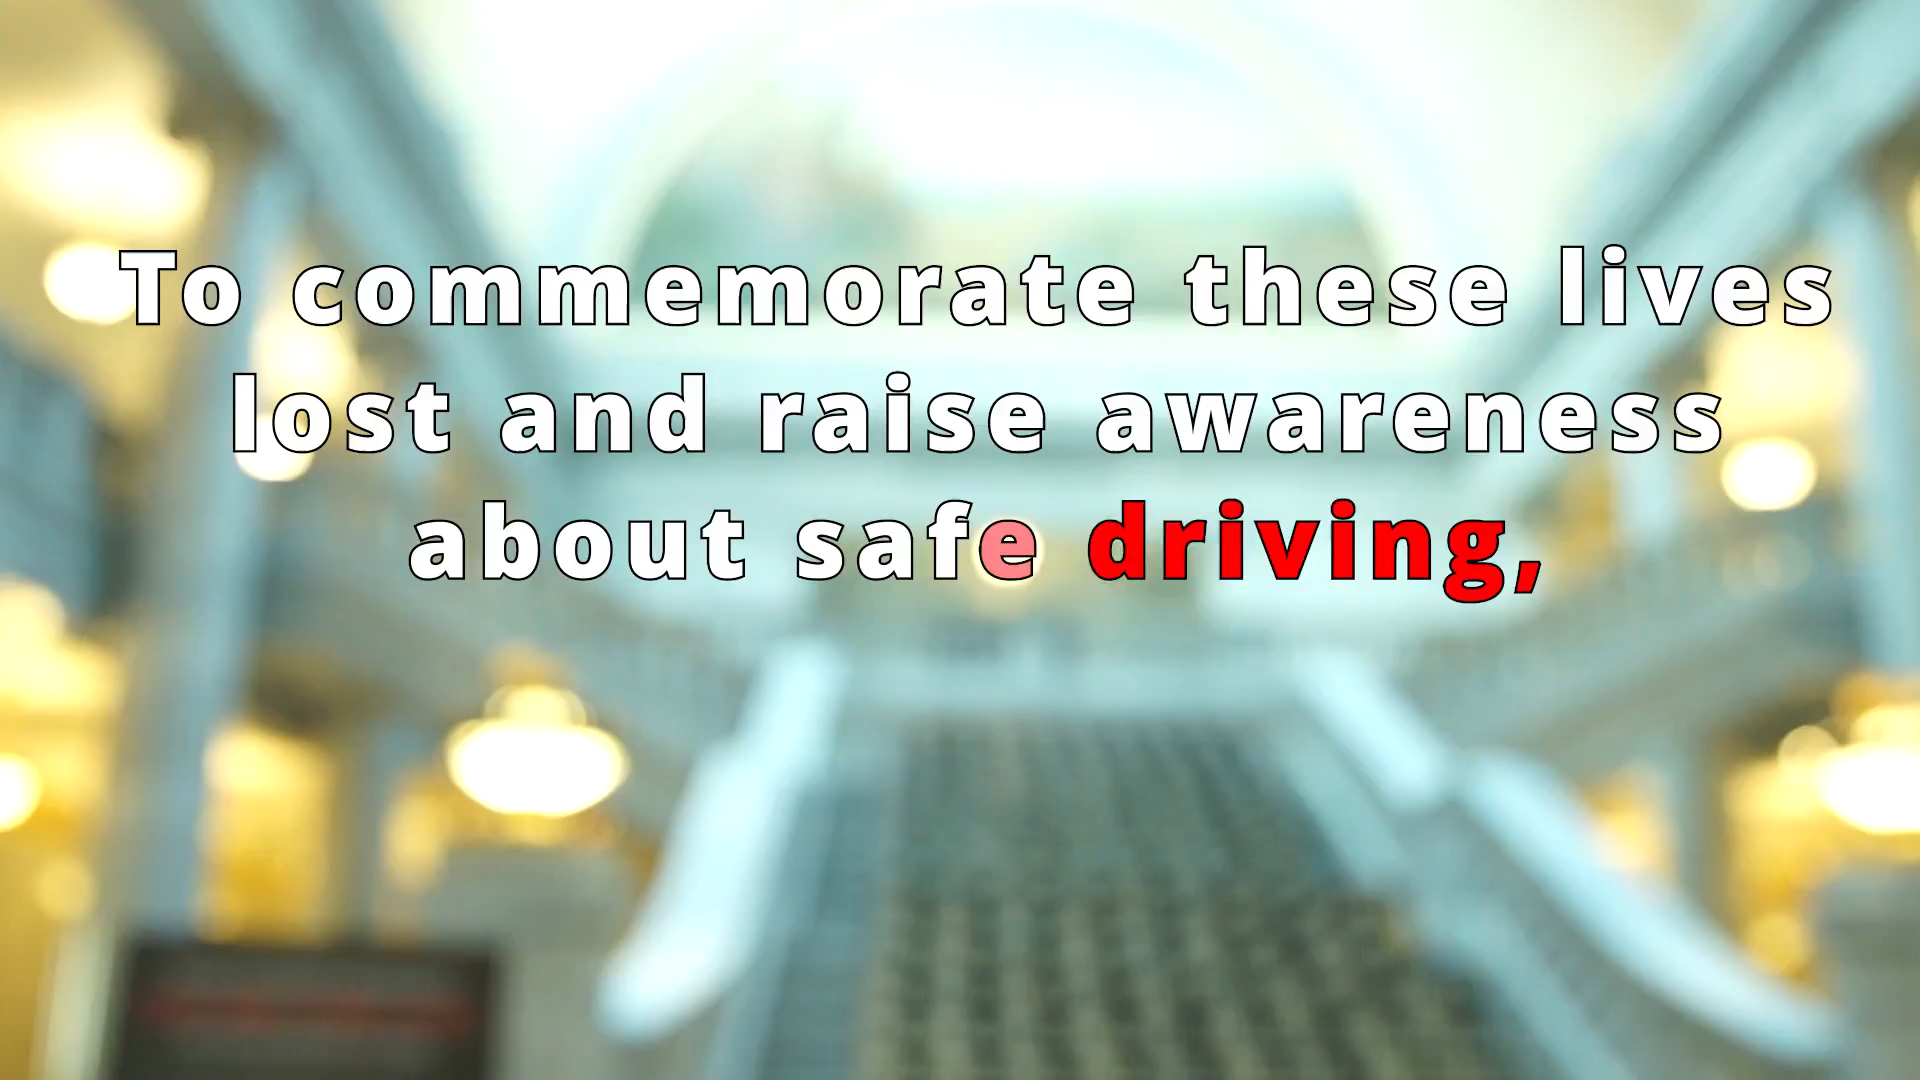 To commemorate these lives
lost and raise awareness
about safe driving,